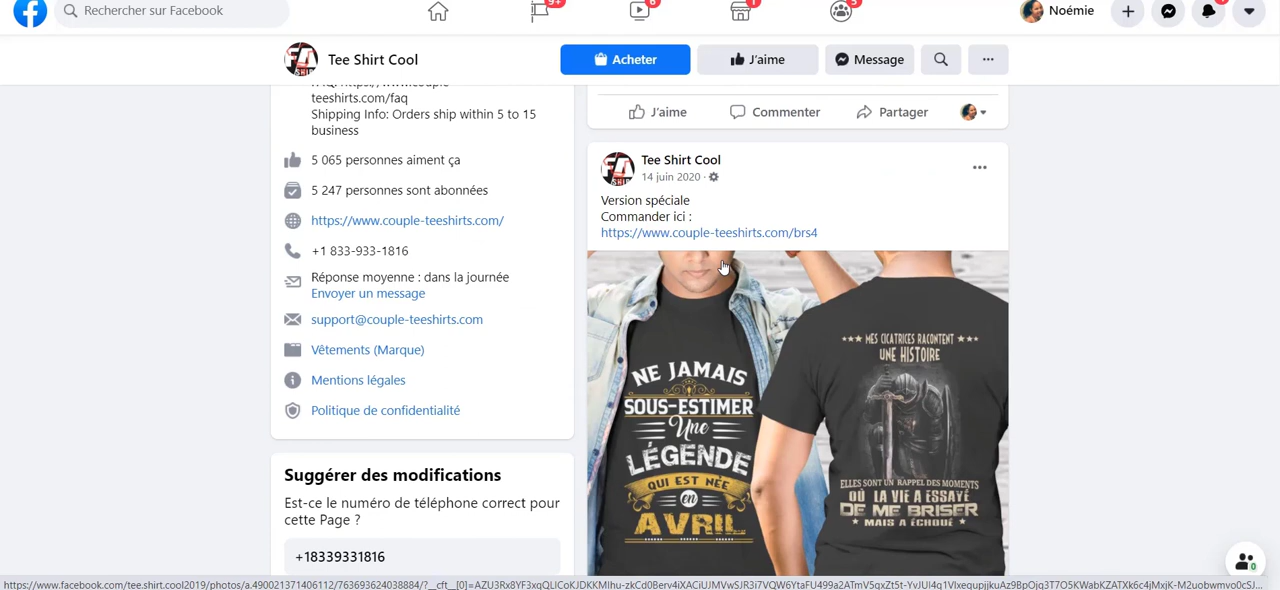 Rechercher sur Facebook
9+
6
1
5
Noémie
Tee Shirt Cool
Acheter
J'aime
Message
teeshirts.com/faq
Shipping Info: Orders ship within 5 to 15
business
5 065 personnes aiment ça
5 247 personnes sont abonnées
https://www.couple-teeshirts.com/
+1 833-933-1816
Réponse moyenne : dans la journée
Envoyer un message
support@couple-teeshirts.com
Vêtements (Marque)
Mentions légales
Politique de confidentialité
Suggérer des modifications
Est-ce le numéro de téléphone correct pour
cette Page ?
+18339331816
J'aime
Commenter
Partager
Tee Shirt Cool
14 juin 2020
Version spéciale
Commander ici :
https://www.couple-teeshirts.com/brs4
NE JAMAIS
SOUS-ESTIMER
Une
LÉGENDE
QUI EST NÉE
en
AVRIL
MES CICATRICES RACONTENT
UNE HISTOIRE
ELLES SONT UN RAPPEL DES MOMENTS
OÙ LA VIE A ESSAYÉ
DE ME BRISER
MAIS A ÉCHOUÉ
0